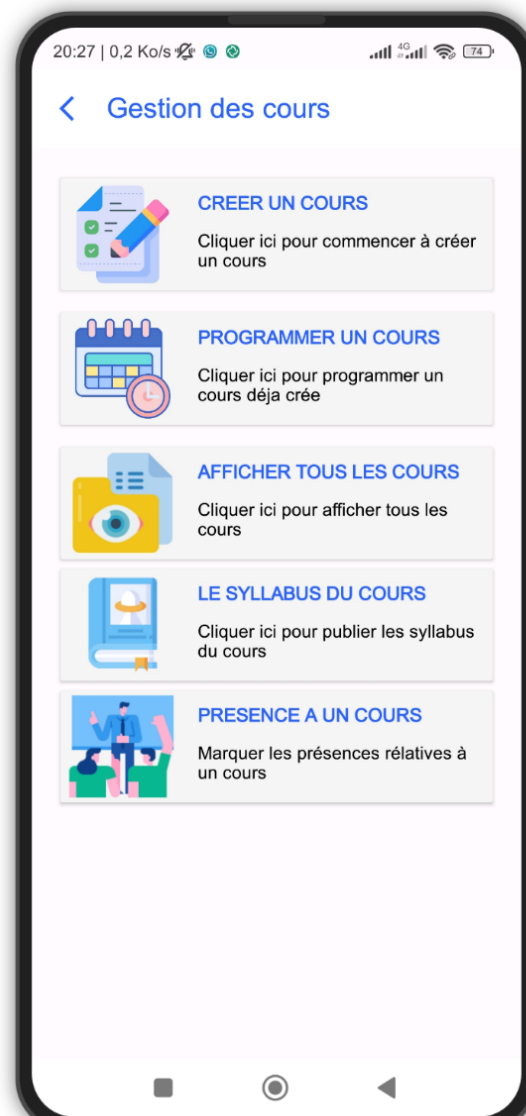 20:27 | 0,2 Ko/s
4G
74
Gestion des cours
CREER UN COURS
Cliquer ici pour commencer à créer
un cours
PROGRAMMER UN COURS
Cliquer ici pour programmer un
cours déja crée
AFFICHER TOUS LES COURS
Cliquer ici pour afficher tous les
cours
LE SYLLABUS DU COURS
Cliquer ici pour publier les syllabus
du cours
PRESENCE A UN COURS
Marquer les présences rélatives à
un cours